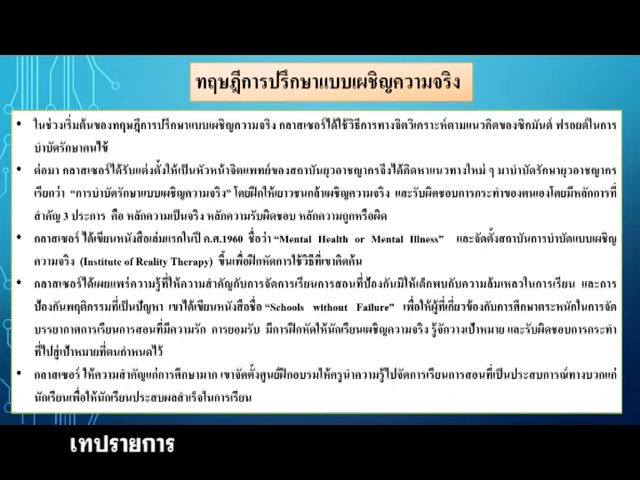 ทฤษฎีการปรึกษาแบบเผชิญความจริง
• ในช่วงเริ่มต้นของทฤษฎีการปรึกษาแบบเผชิญความจริง กลาสเซอร์ได้ใช้วิธีการทางจิตวิเคราะห์ตามแนวคิดของซิกมันด์ ฟรอยด์ในการ
บำบัดรักษาคนไข้
• ต่อมา กลาสเซอร์ได้รับแต่งตั้งให้เป็นหัวหน้าจิตแพทย์ของสถาบันยุวอาชญากรจึงได้คิดหาแนวทางใหม่ ๆ มาบำบัดรักษายุวอาชญากร
เรียกว่า “การบำบัดรักษาแบบเผชิญความจริง” โดยฝึกให้เยาวชนกล้าเผชิญความจริง และรับผิดชอบการกระทำของตนเองโดยมีหลักการที่
สำคัญ 3 ประการ คือ หลักความเป็นจริง หลักความรับผิดชอบ หลักความถูกหรือผิด
• กลาสเซอร์ ได้เขียนหนังสือเล่มแรกในปี ค.ศ.1960 ชื่อว่า “Mental Health or Mental Illness” และจัดตั้งสถาบันการบำบัดแบบเผชิญ
ความจริง (Institute of Reality Therapy) ขึ้นเพื่อฝึกหัดการใช้วิธีที่เขาคิดค้น
• กลาสเซอร์ได้เผยแพร่ความรู้ที่ให้ความสำคัญกับการจัดการเรียนการสอนที่ป้องกันมิให้เด็กพบกับความล้มเหลวในการเรียน และการ
ป้องกันพฤติกรรมที่เป็นปัญหา เขาได้เขียนหนังสือชื่อ “Schools without Failure” เพื่อให้ผู้ที่เกี่ยวข้องกับการศึกษาตระหนักในการจัด
บรรยากาศการเรียนการสอนที่มีความรัก การยอมรับ มีการฝึกหัดให้นักเรียนเผชิญความจริง รู้จักวางเป้าหมาย และรับผิดชอบการกระทำ
ที่ไปสู่เป้าหมายที่ตนกำหนดไว้
• กลาสเซอร์ ให้ความสำคัญแก่การศึกษามาก เขาจัดตั้งศูนย์ฝึกอบรมให้ครูนำความรู้ไปจัดการเรียนการสอนที่เป็นประสบการณ์ทางบวกแก่
นักเรียนเพื่อให้นักเรียนประสบผลสำเร็จในการเรียน
เทปรายการ